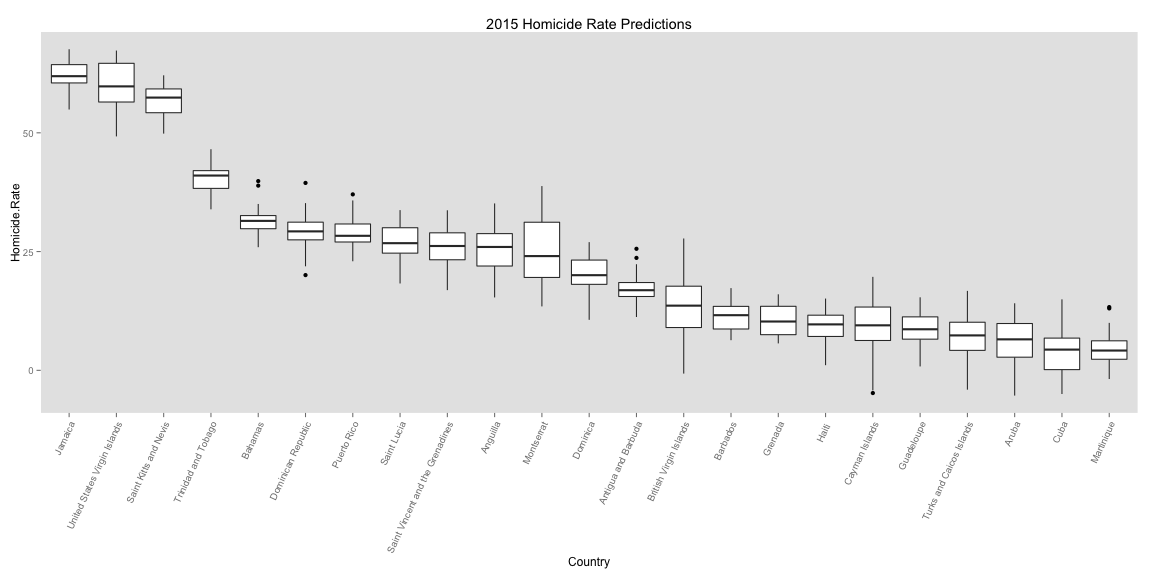 2015 Homicide Rate Predictions
Homicide.Rate
50
25
0
Jamaica
United States Virgin Islands
Saint Kitts and Nevis
Trinidad and Tobago
Bahamas
Dominican Republic
Puerto Rico
Saint Lucia
Saint Vincent and the Grenadines
Anguilla
Montserrat
Dominica
Antigua and Barbuda
British Virgin Islands
Barbados
Grenada
Haiti
Cayman Islands
Guadeloupe
Turks and Caicos Islands
Aruba
Cuba
Martinique
Country